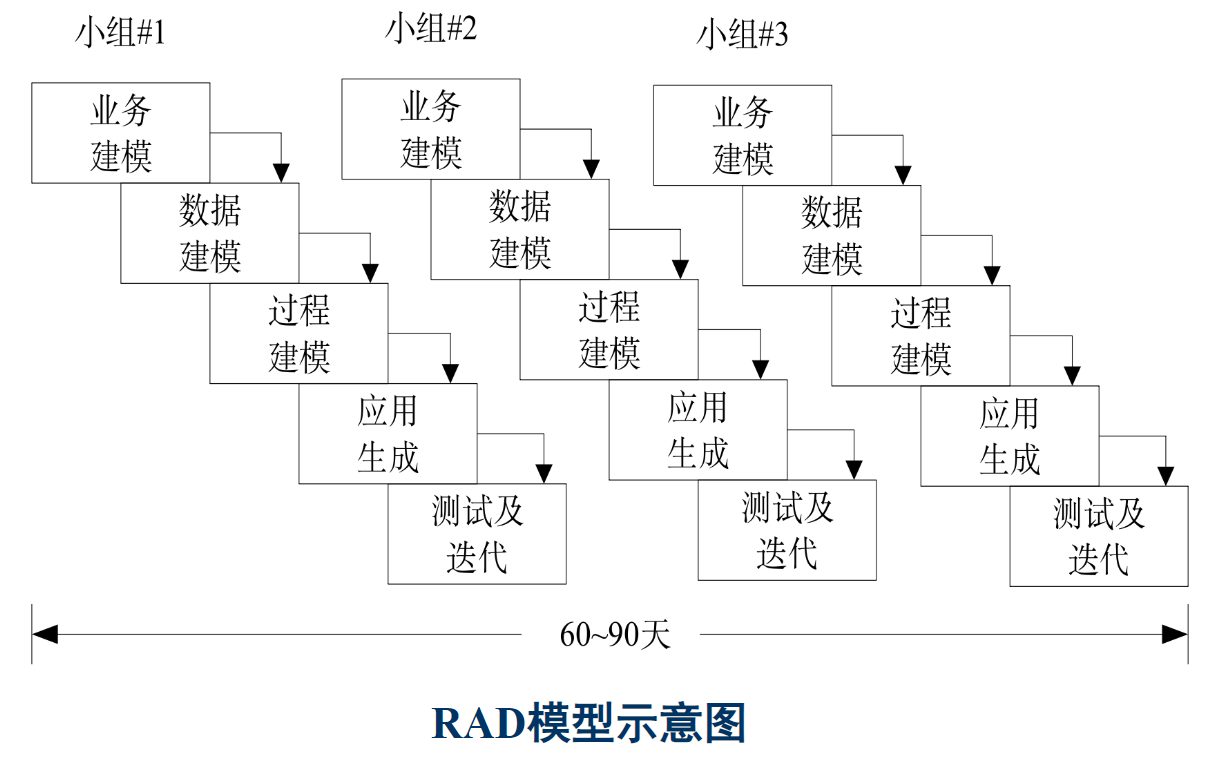 小组#1
小组#2
小组#3
业务
建模
数据
建模
过程
建模
应用
生成
测试及
迭代
业务
建模
数据
建模
过程
建模
应用
生成
测试及
迭代
业务
建模
数据
建模
过程
建模
应用
生成
测试及
迭代
60~90天
RAD模型示意图